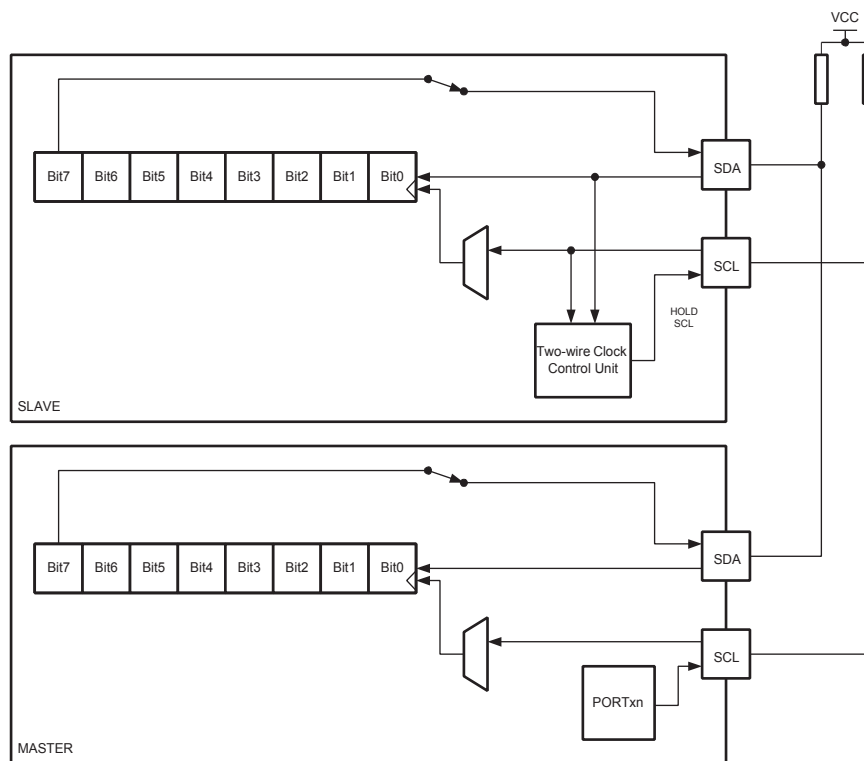 VCC
Bit7 Bit6 Bit5 Bit4 Bit3 Bit2 Bit1 Bit0
SDA
SCL
HOLD
SCL
Two-wire Clock
Control Unit
SLAVE
Bit7 Bit6 Bit5 Bit4 Bit3 Bit2 Bit1 Bit0
SDA
SCL
PORTxn
MASTER